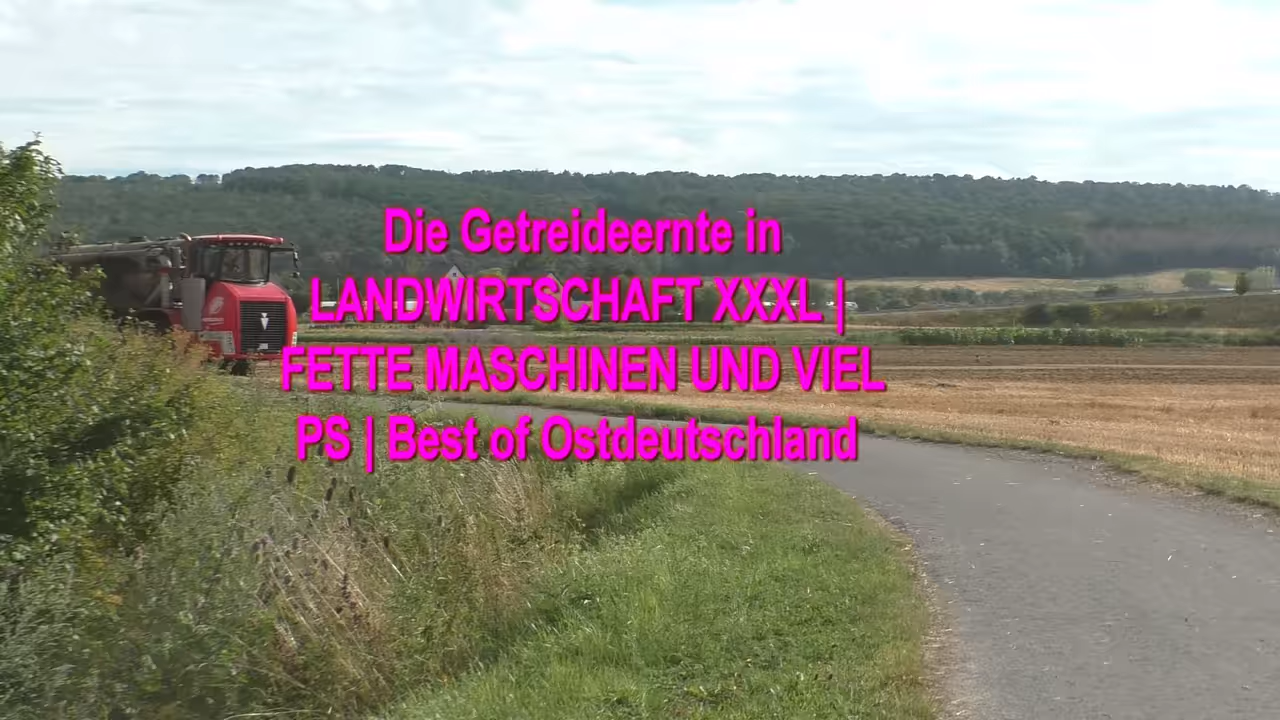 Die Getreideernte in
LANDWIRTSCHAFT XXXL |
FETTE MASCHINEN UND VIEL
PS | Best of Ostdeutschland